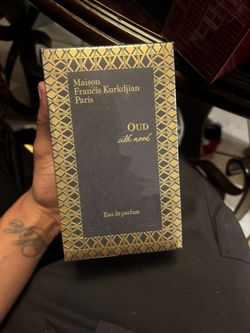 Maison
Francis Kurkdjian
Paris
OUD
silk mood
Eau de parfum